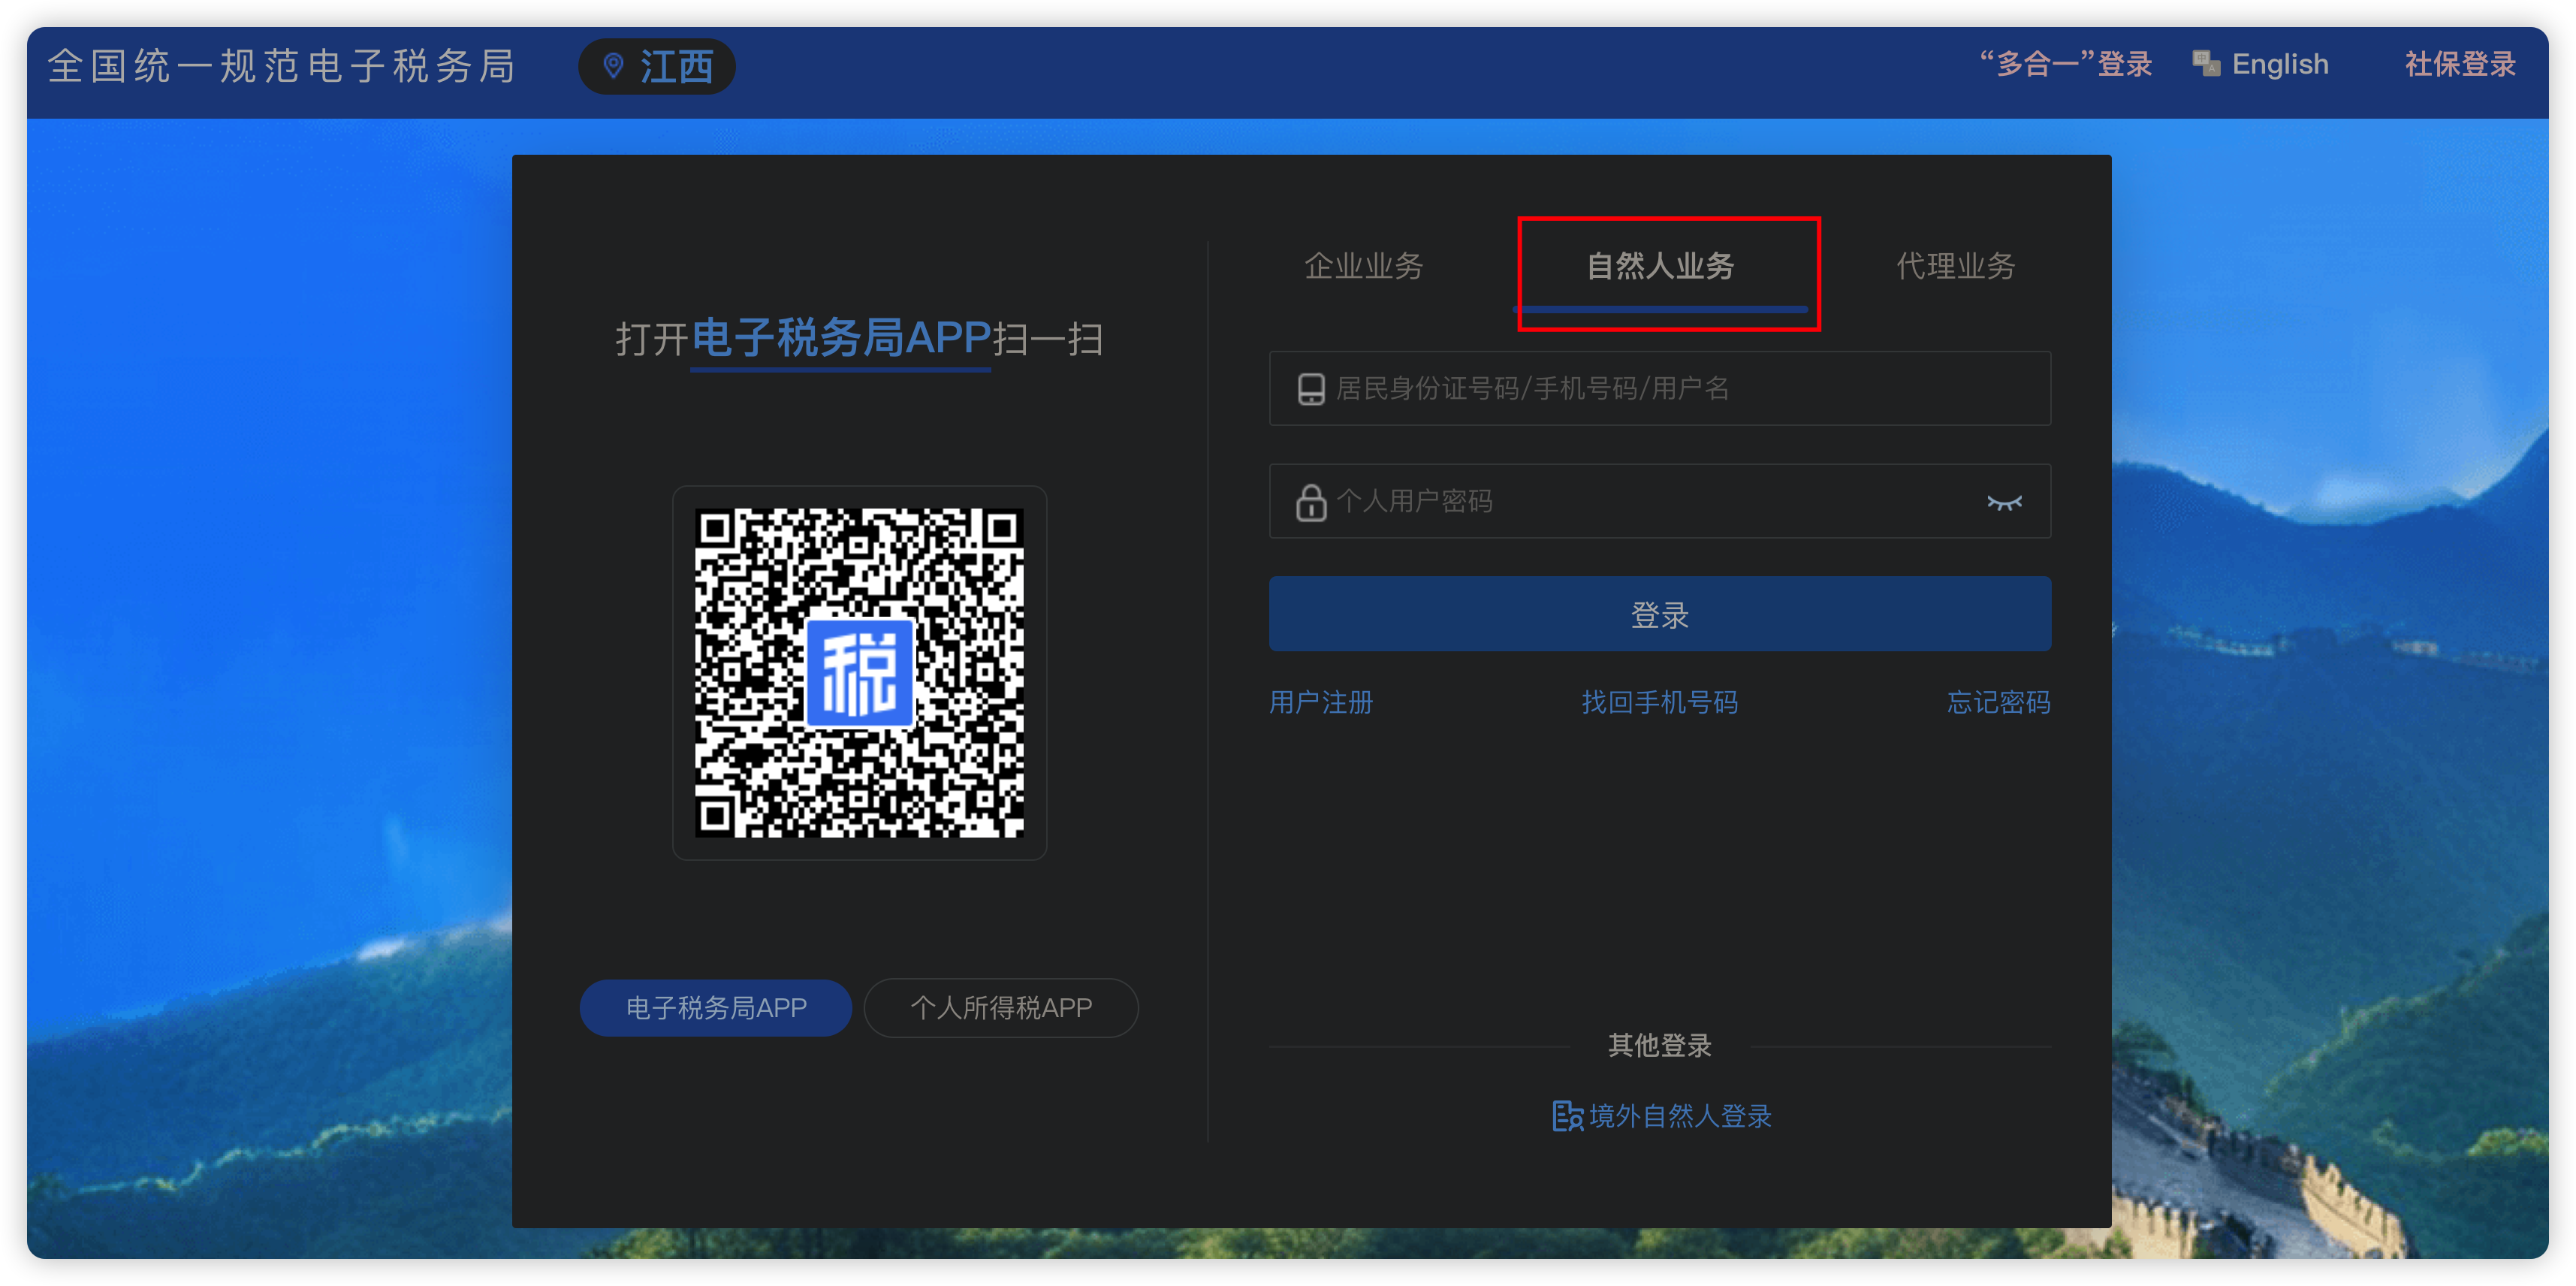 全国统一规范电子税务局
江西
“多合一”登录
English
社保登录
打开电子税务局APP扫一扫
税
电子税务局APP
个人所得税APP
企业业务
自然人业务
代理业务
居民身份证号码/手机号码/用户名
个人用户密码
登录
用户注册
找回手机号码
忘记密码
其他登录
境外自然人登录